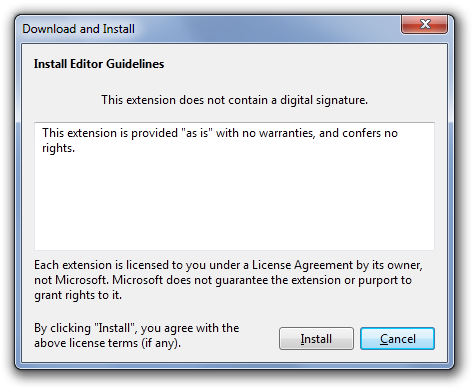 Download and Install
Install Editor Guidelines
This extension does not contain a digital signature.
This extension is provided "as is" with no warranties, and confers no
rights.
Each extension is licensed to you under a License Agreement by its owner,
not Microsoft. Microsoft does not guarantee the extension or purport to
grant rights to it.
By clicking "Install", you agree with the
above license terms (if any).
Install
Cancel